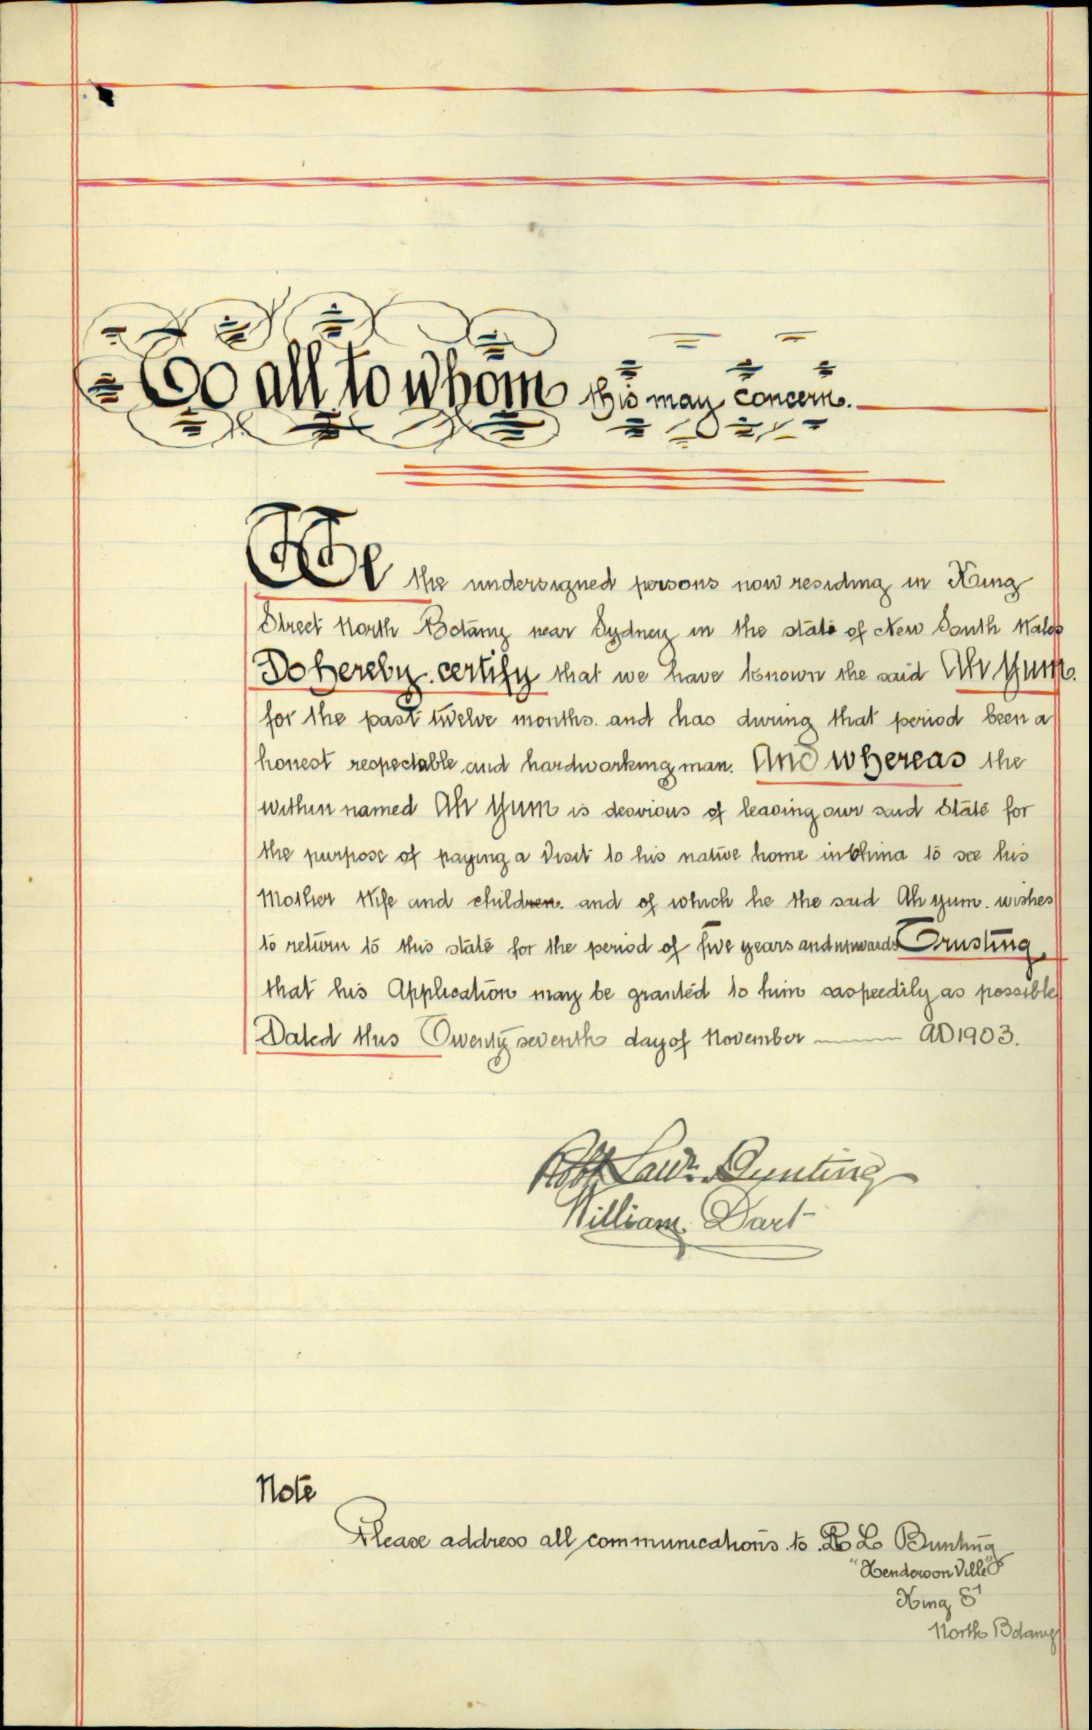 To all to whom this may concern.
We the undersigned persons now residing in King
Street North Botany near Sydney in the state of New South Wales
Do hereby certify that we have known the said Ah Yum.
for the past twelve months. and has during that period been a
honest respectable and hardworking man. And whereas the
within named Ah Yum is desvious of leaving our said State for
the purpose of paying a Visit to his native home in China to see his
Mother Wife and children. and of which he the said Ah yum. wishes
to return to this state for the period of five years and upwards Trusting
that his Application may be granted to him as speedily as possible
Dated this Twenty seventh day of November AD 1903.
Robt Lawr. Bunting
William. Dart
Note
Please address all communications to R L Bunting
"Henderson Ville"
King St
North Botany